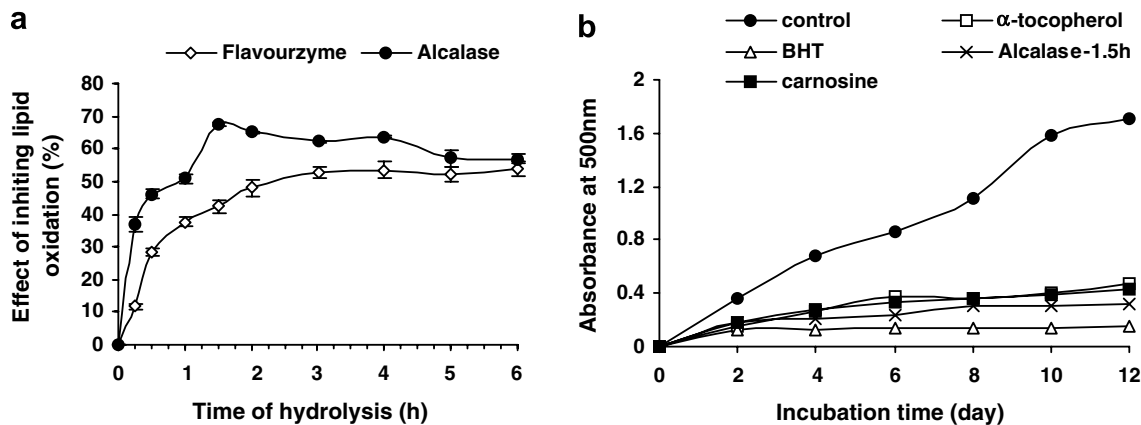 a
Flavourzyme Alcalase
80
70
60
50
40
30
20
10
0
Effect of inhiting lipid
oxidation (%)
0 1 2 3 4 5 6
Time of hydrolysis (h)
b
control α-tocopherol
BHT Alcalase-1.5h
carnosine
2
1.6
1.2
0.8
0.4
0
Absorbance at 500nm
0 2 4 6 8 10 12
Incubation time (day)